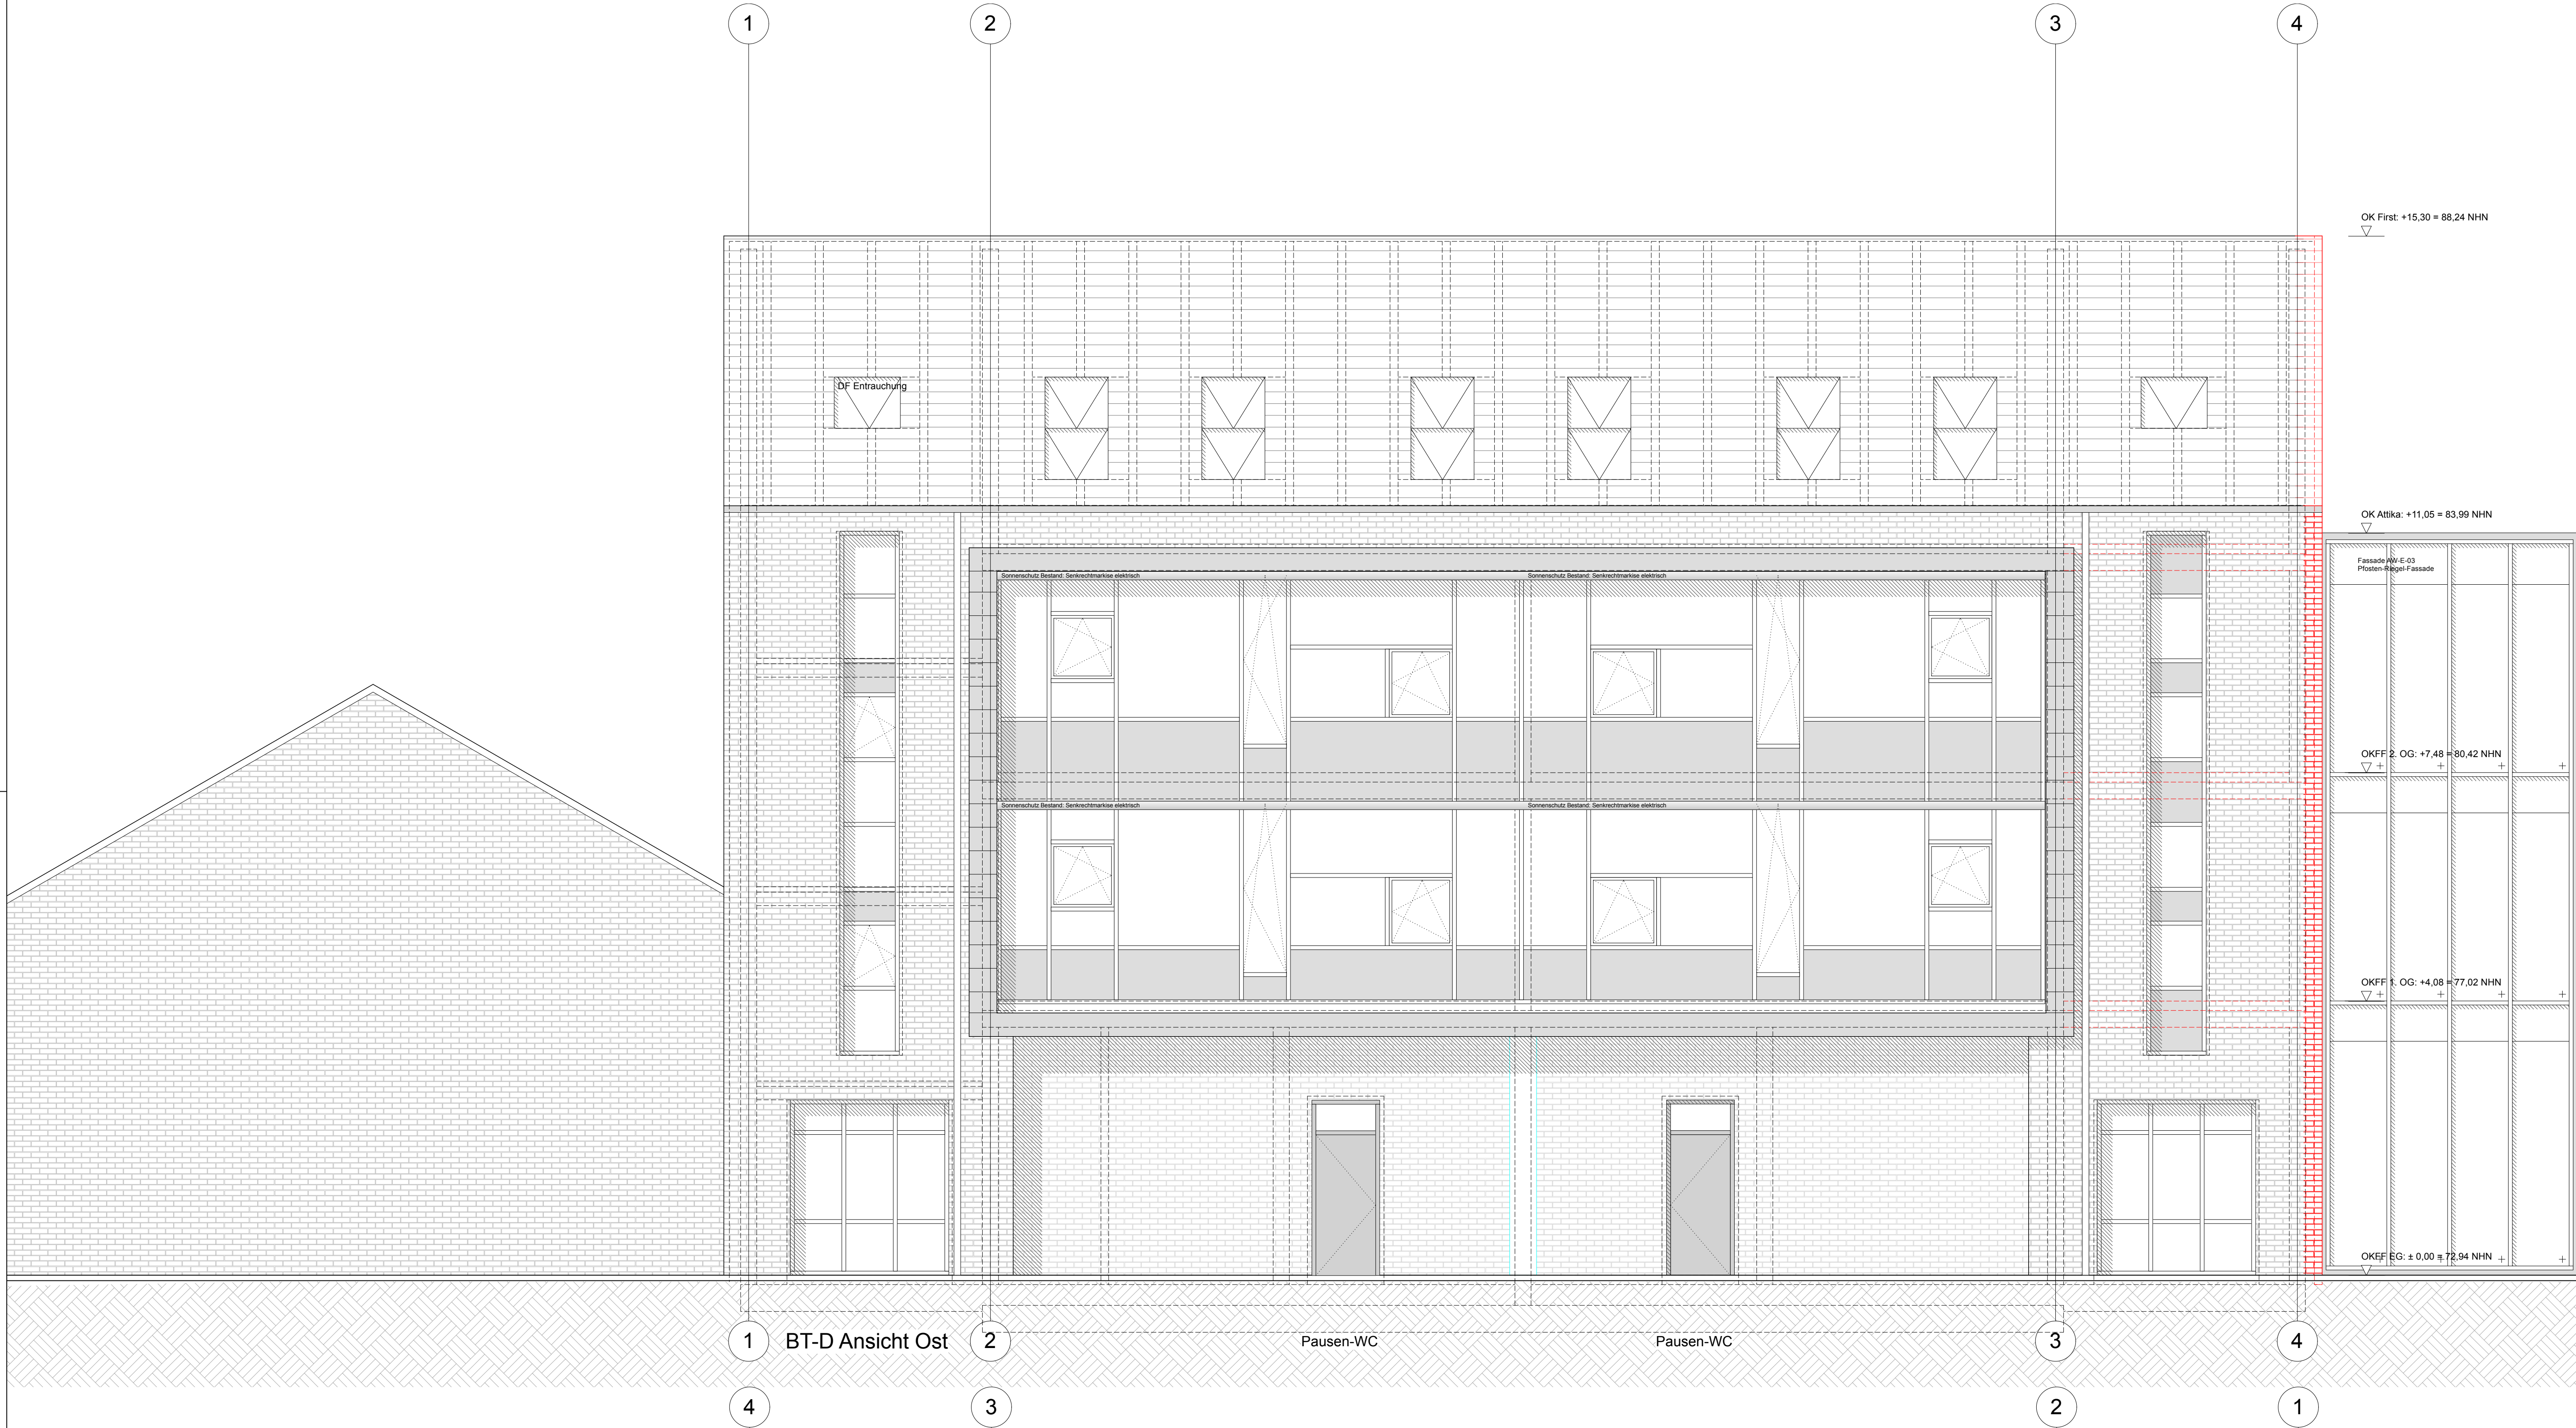 1
2
3
4
OK First: +15,30 = 88,24 NHN
DF Entrauchung
OK Attika: +11,05 = 83,99 NHN
Fassade AW-E-03
Pfosten-Riegel-Fassade
Sonnenschutz Bestand: Senkrechtmarkise elektrisch
Sonnenschutz Bestand: Senkrechtmarkise elektrisch
OKFF 2. OG: +7,48 = 80,42 NHN
Sonnenschutz Bestand: Senkrechtmarkise elektrisch
Sonnenschutz Bestand: Senkrechtmarkise elektrisch
OKFF 1. OG: +4,08 = 77,02 NHN
OKFF EG: ± 0,00 = 72,94 NHN
1
BT-D Ansicht Ost
2
Pausen-WC
Pausen-WC
3
4
4
3
2
1